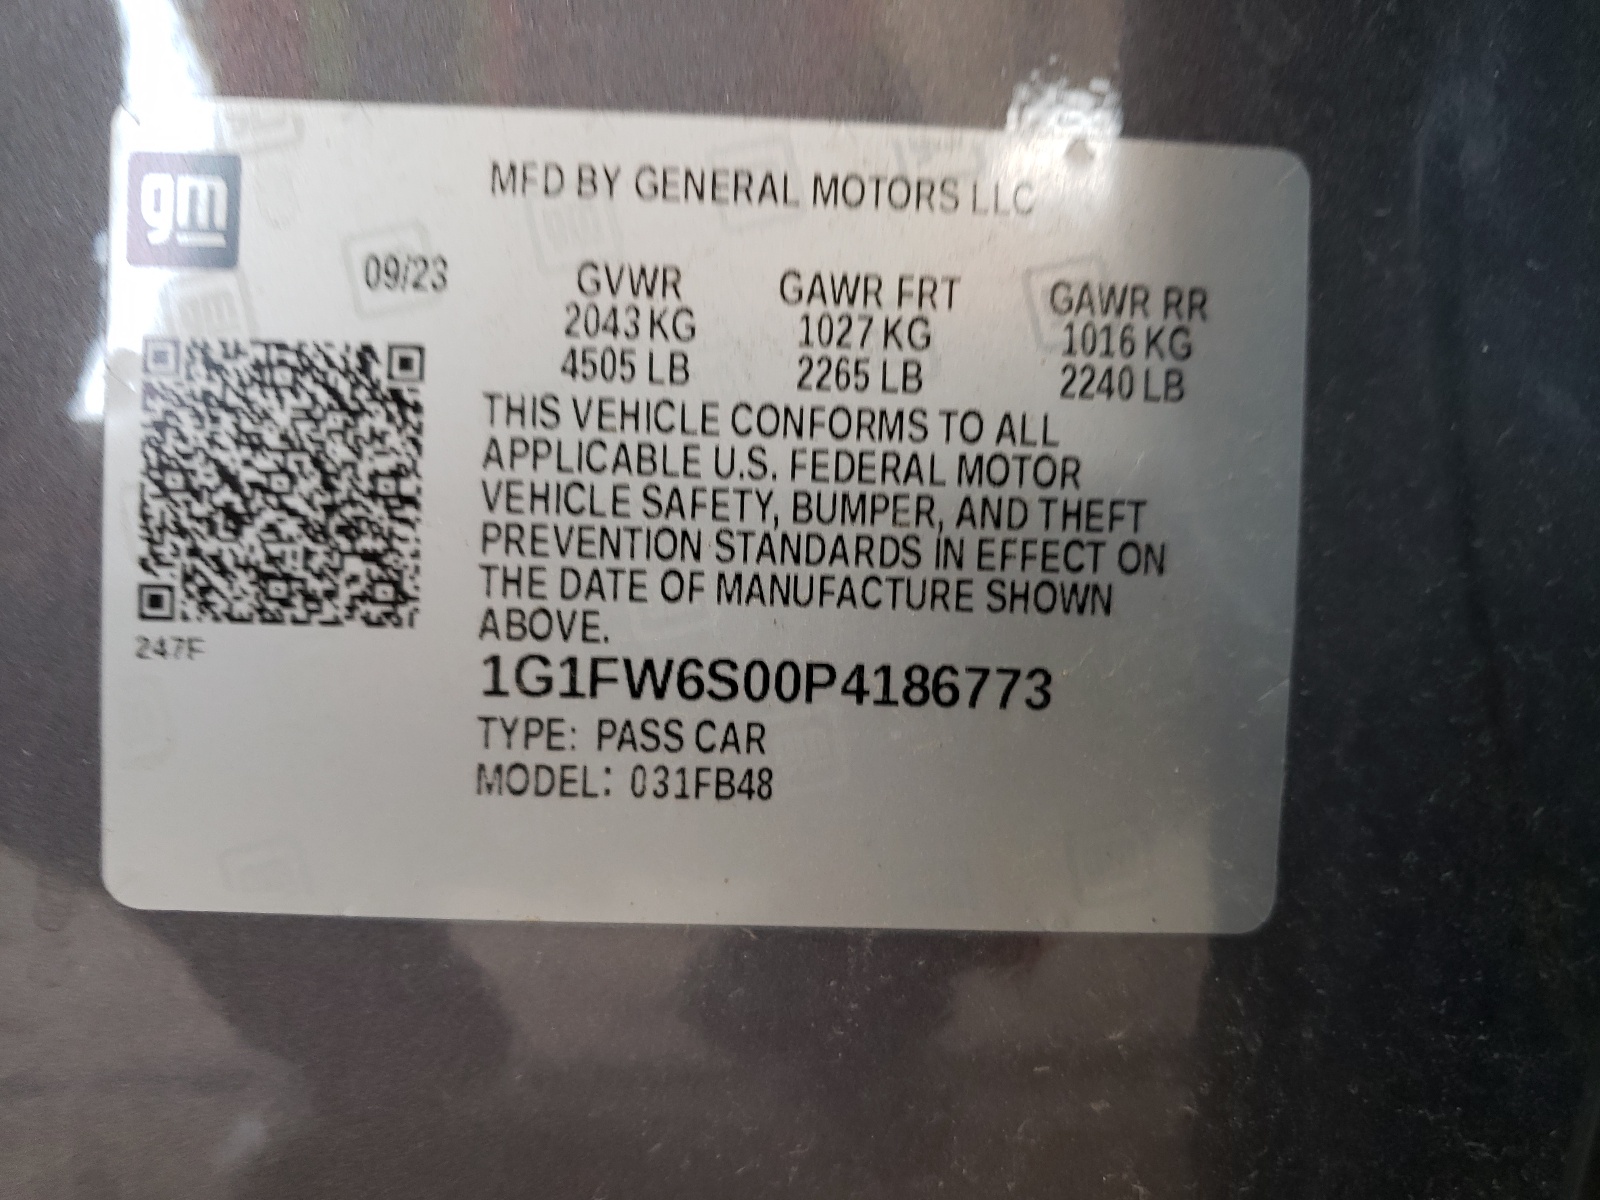 gm
MFD BY GENERAL MOTORS LLC
09/23
GVWR GAWR FRT GAWR RR
2043 KG 1027 KG 1016 KG
4505 LB 2265 LB 2240 LB
THIS VEHICLE CONFORMS TO ALL
APPLICABLE U.S. FEDERAL MOTOR
VEHICLE SAFETY, BUMPER, AND THEFT
PREVENTION STANDARDS IN EFFECT ON
THE DATE OF MANUFACTURE SHOWN
ABOVE.
247F
1G1FW6S00P4186773
TYPE: PASS CAR
MODEL: 031FB48